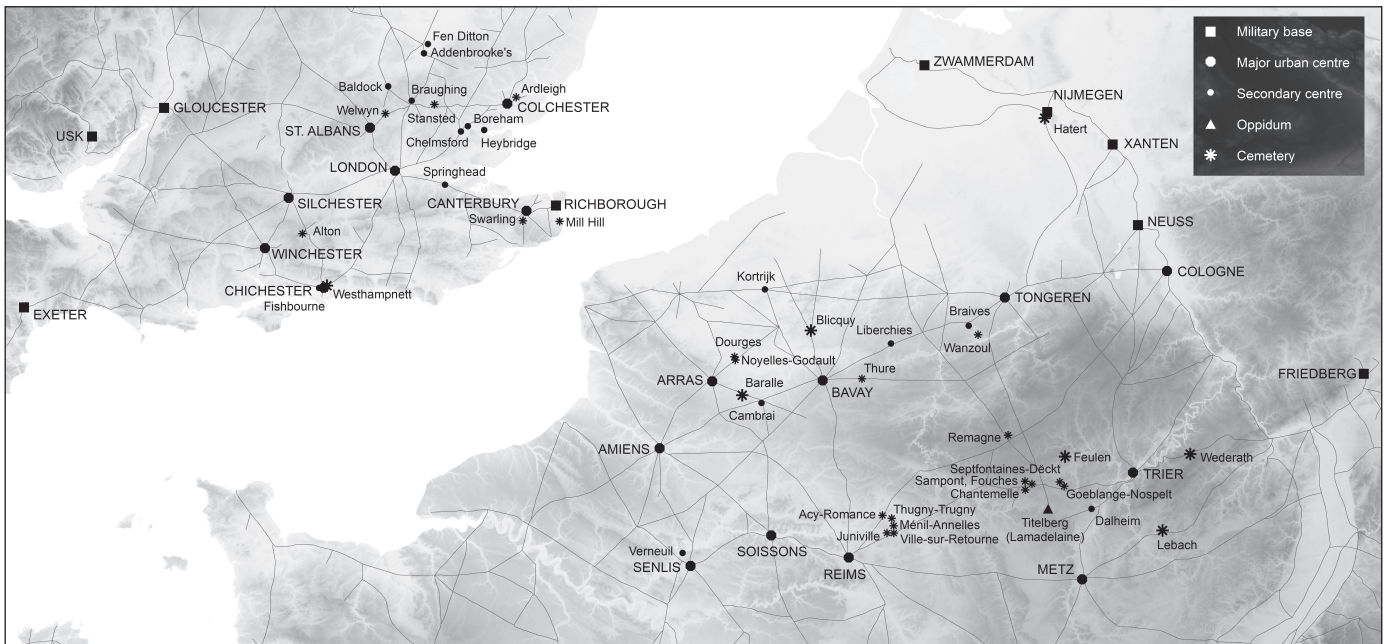 Fen Ditton
Addenbrooke's
Baldock
Braughing
Ardleigh
GLOUCESTER
COLCHESTER
Welwyn
Stansted
Boreham
USK
ST. ALBANS
Chelmsford
Heybridge
LONDON
Springhead
SILCHESTER
CANTERBURY
RICHBOROUGH
Swarling
Mill Hill
Alton
WINCHESTER
CHICHESTER
Westhampnett
Fishbourne
EXETER
ZWAMMERDAM
NIJMEGEN
Hatert
XANTEN
NEUSS
COLOGNE
Kortrijk
TONGEREN
Braives
Blicquy
Liberchies
Wanzoul
Dourges
Noyelles-Godault
Thure
ARRAS
Baralle
BAVAY
FRIEDBERG
Cambrai
AMIENS
Remagne
Feulen
Wederath
Septfontaines-Dëckt
TRIER
Sampont, Fouches
Chantemelle
Goeblange-Nospelt
Acy-Romance
Thugny-Trugny
Titelberg
(Lamadelaine)
Dalheim
Ménil-Annelles
Juniville
Ville-sur-Retourne
Lebach
Verneuil
SOISSONS
SENLIS
REIMS
METZ
Military base
Major urban centre
Secondary centre
Oppidum
Cemetery